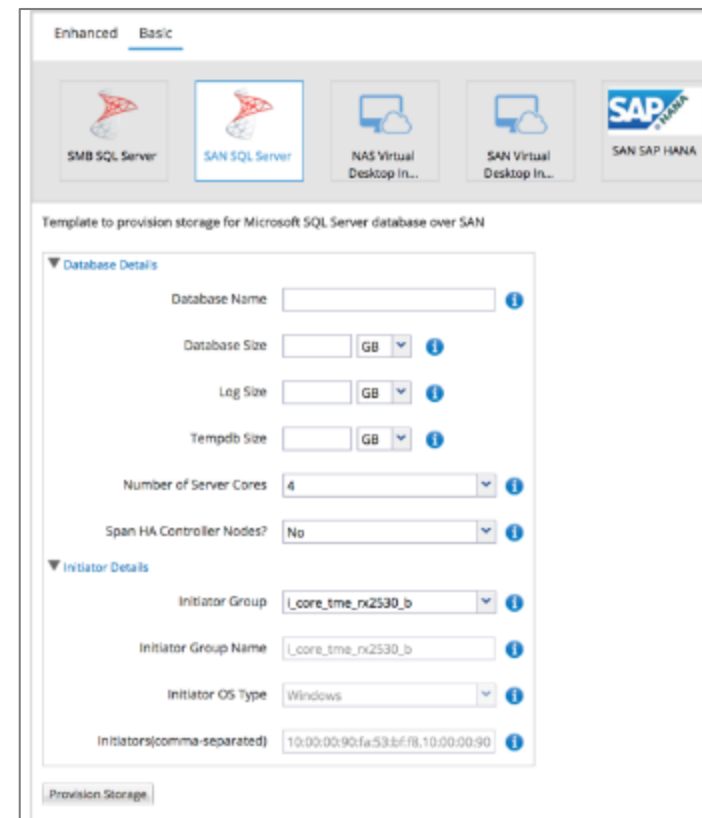 Enhanced Basic
SMB SQL Server
SAN SQL Server
NAS Virtual
Desktop In...
SAN Virtual
Desktop In...
SAP HANA
SAN SAP HANA
Template to provision storage for Microsoft SQL Server database over SAN
Database Details
Database Name
Database Size GB
Log Size GB
Tempdb Size GB
Number of Server Cores 4
Span HA Controller Nodes? No
Initiator Details
Initiator Group i_core_tme_rx2530_b
Initiator Group Name i_core_tme_rx2530_b
Initiator OS Type Windows
Initiators(comma-separated) 10:00:00:90:fa:53:bf:f8,10:00:00:90
Provision Storage